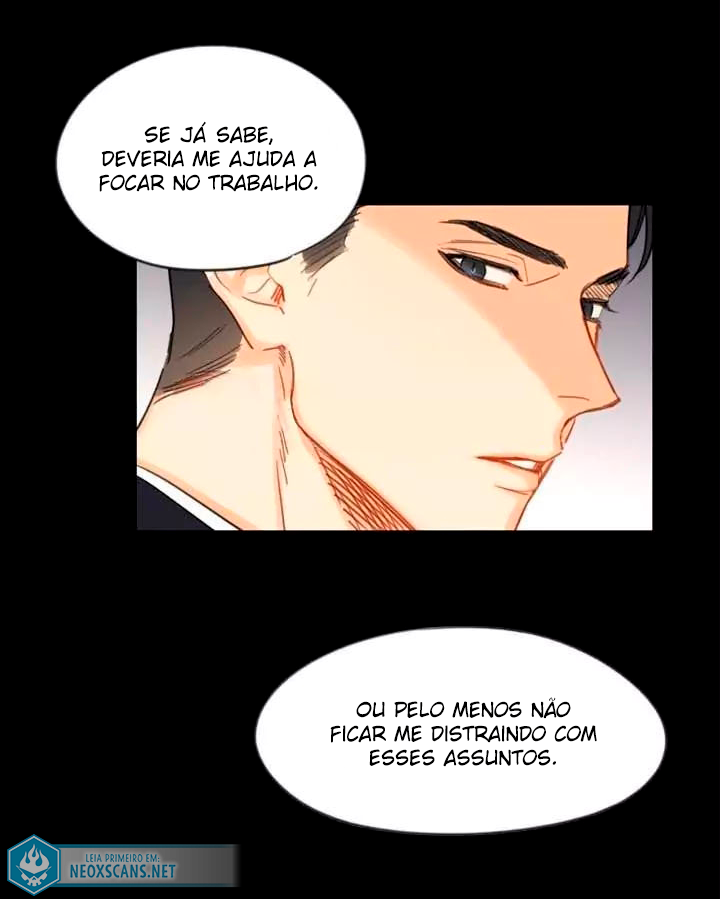 SE JÁ SABE,
DEVERIA ME AJUDA A
FOCAR NO TRABALHO.
OU PELO MENOS NÃO
FICAR ME DISTRAINDO COM
ESSES ASSUNTOS.
LEIA PRIMEIRO EM:
NEOXSCANS.NET